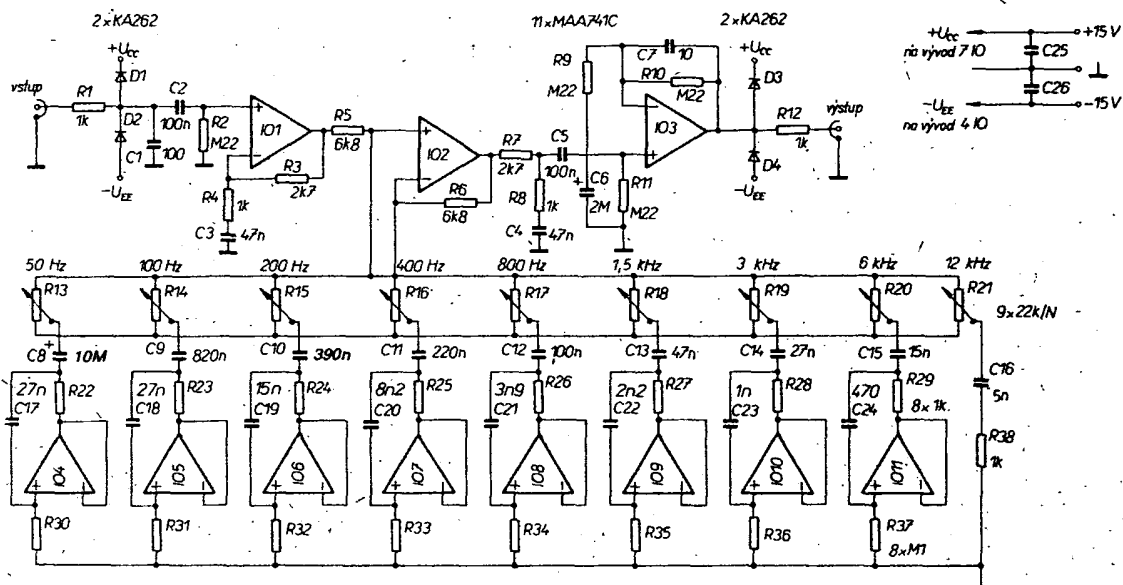 2×KA262
11×MAA741C
2×KA262
+UCC
na vývod 7 IO
-UEE
na vývod 4 IO
C25
C26
+15V
-15V
vstup
R1
1k
+UCC
D1
D2
-UEE
C1
100
C2
100n
R2
M22
IO1
R3
2k7
R4
1k
C3
47n
R5
6k8
IO2
R6
6k8
R7
2k7
R8
1k
C4
47n
C5
100n
R9
M22
C6
+
2M
C7
10
R10
M22
IO3
R11
M22
+UCC
D3
D4
-UEE
R12
1k
výstup
50 Hz
100 Hz
200 Hz
400 Hz
800 Hz
1,5 kHz
3 kHz
6 kHz
12 kHz
R13
R14
R15
R16
R17
R18
R19
R20
R21
9×22k/N
C8
+
10M
C9
820n
C10
390n
C11
220n
C12
100n
C13
47n
C14
27n
C15
15n
C16
5n
27n
C17
R22
27n
C18
R23
15n
C19
R24
8n2
C20
R25
3n9
C21
R26
2n2
C22
R27
1n
C23
R28
470
C24
R29
8×1k
R38
1k
IO4
IO5
IO6
IO7
IO8
IO9
IO10
IO11
R30
R31
R32
R33
R34
R35
R36
R37
8×M1